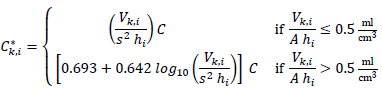 C*k,i = { (Vk,i / s² hi) C if Vk,i / A hi ≤ 0.5 ml/cm³
[0.693 + 0.642 log10 (Vk,i / s² hi)] C if Vk,i / A hi > 0.5 ml/cm³